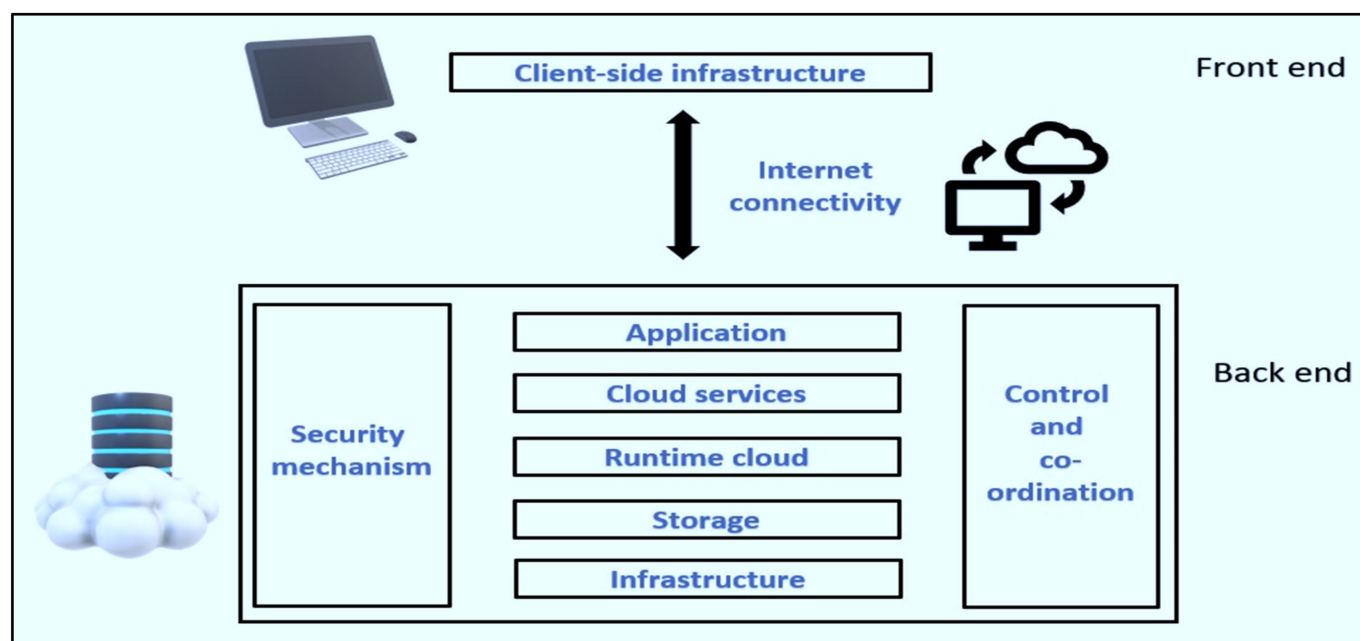 Client-side infrastructure
Front end
Internet
connectivity
Security
mechanism
Application
Cloud services
Runtime cloud
Storage
Infrastructure
Control
and
co-
ordination
Back end